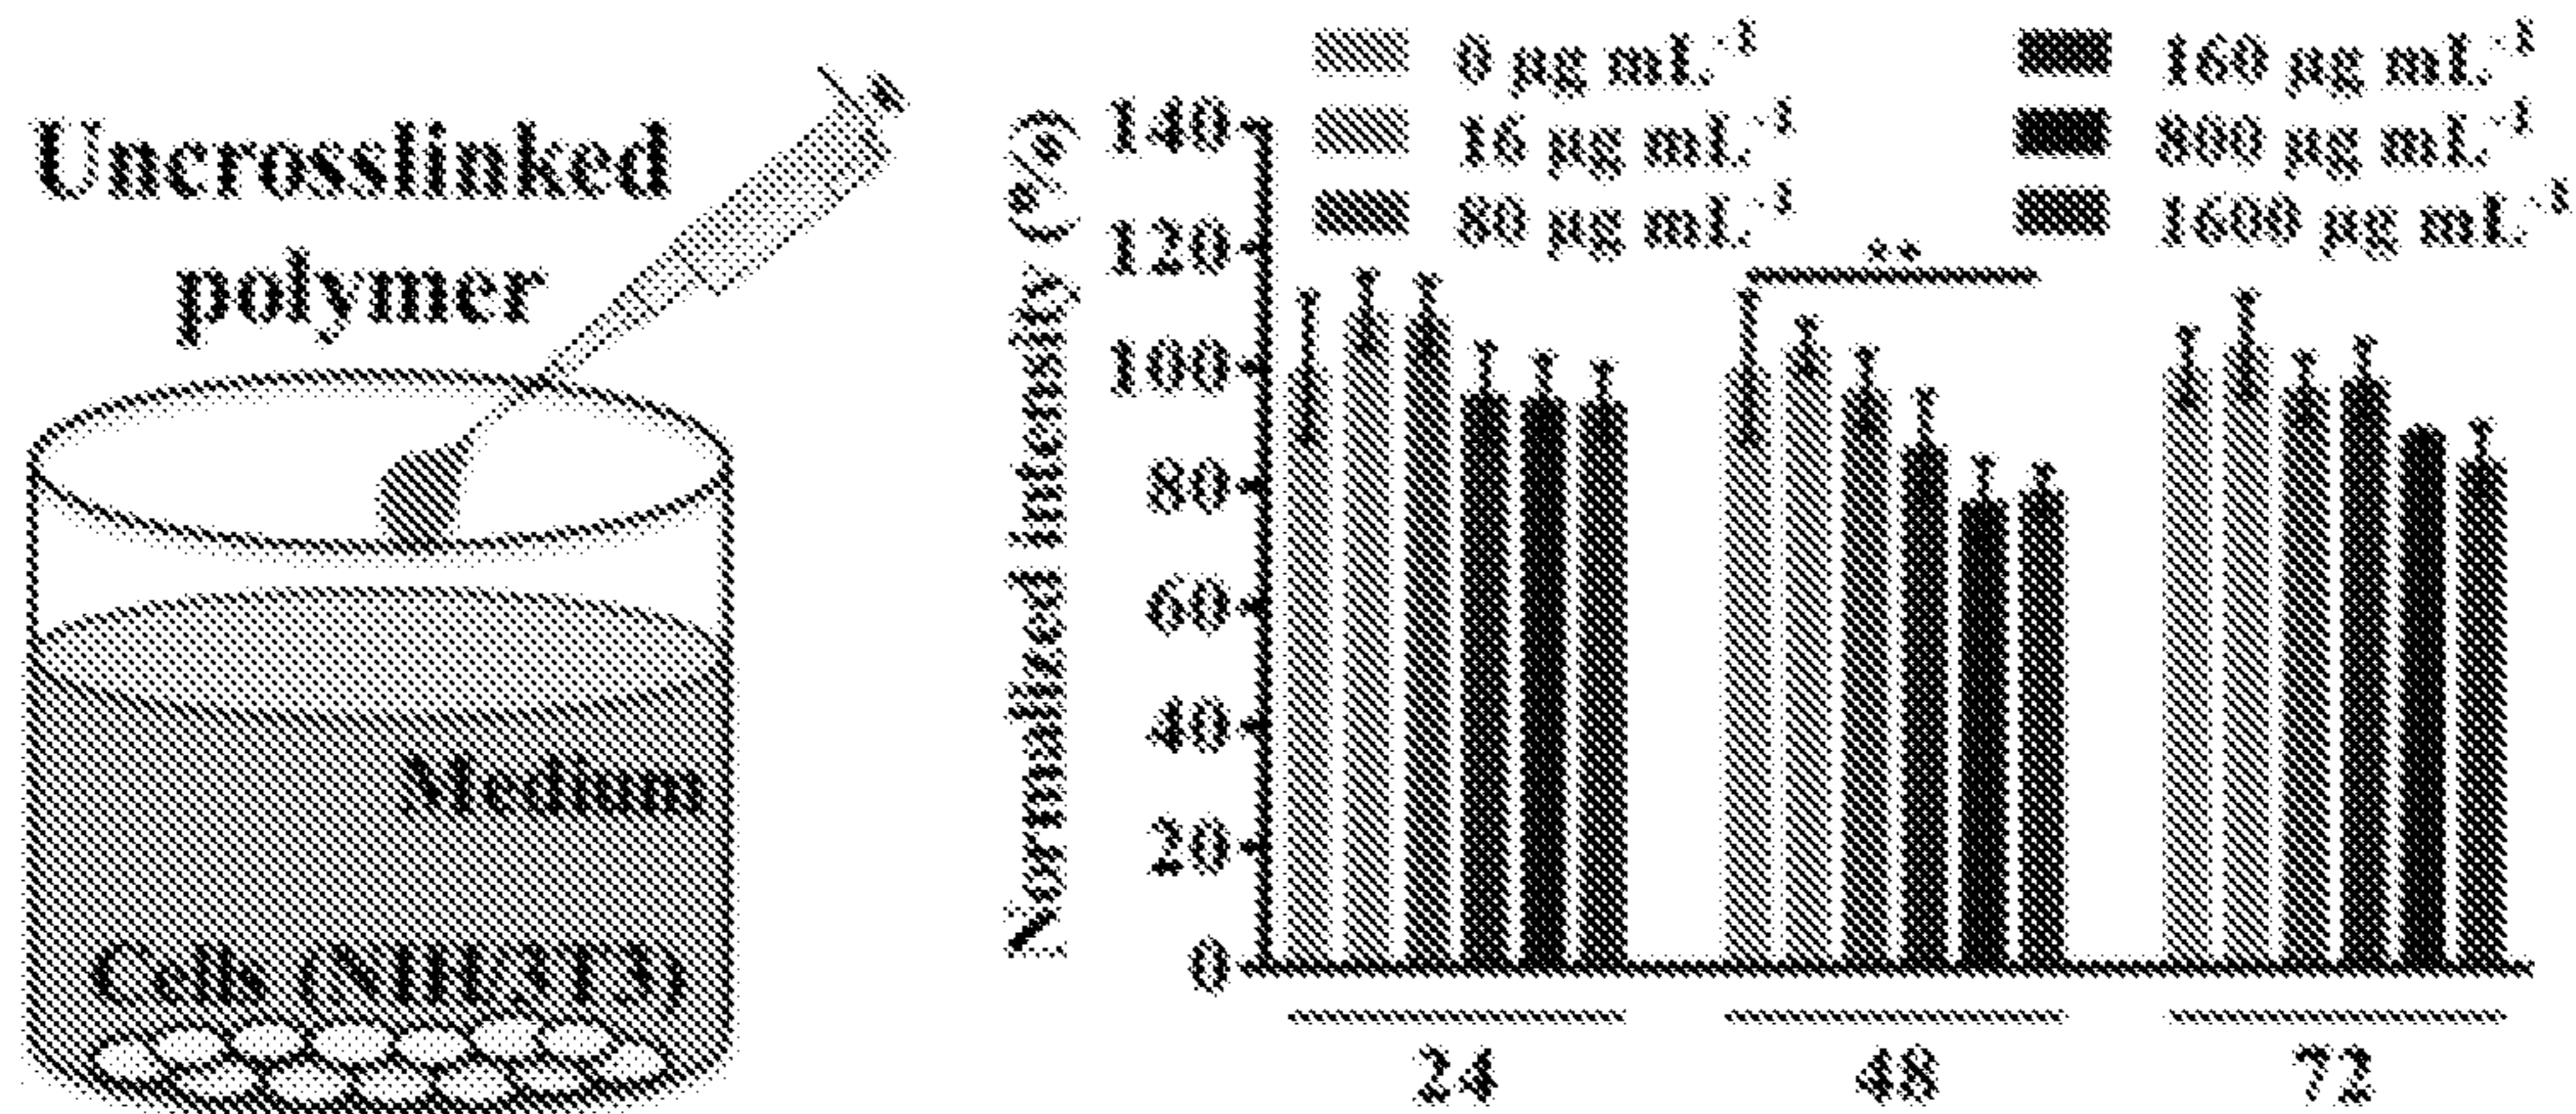 Uncrosslinked
polymer
Medium
Cells (NIH/3T3)
Normalized intensity (%)
140
120
100
80
60
40
20
0
0 µg mL-1
16 µg mL-1
80 µg mL-1
160 µg mL-1
800 µg mL-1
1600 µg mL-1
**
24
48
72